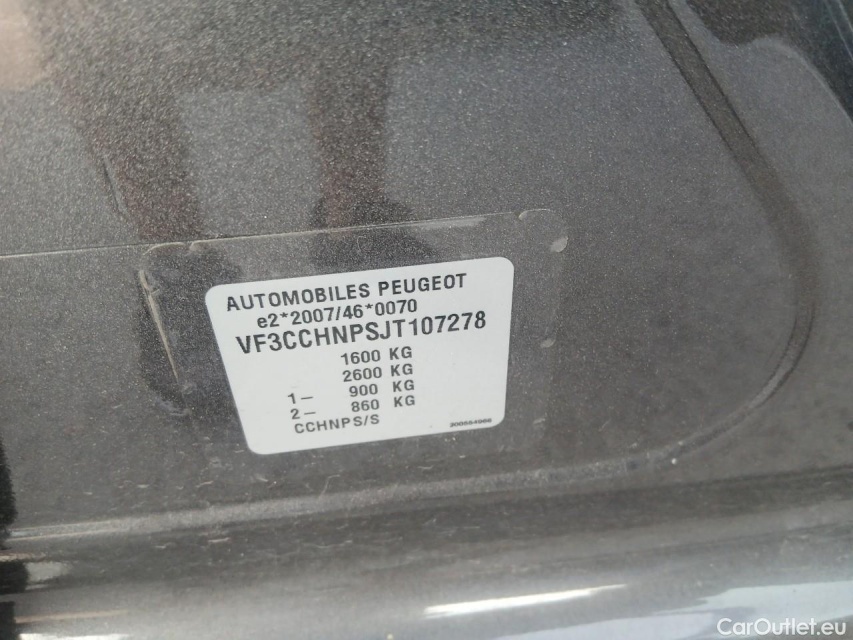 AUTOMOBILES PEUGEOT
e2*2007/46*0070
VF3CCHNPSJT107278
1600 KG
2600 KG
1– 900 KG
2– 860 KG
CCHNPS/S
CarOutlet.eu